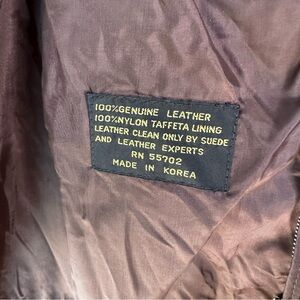 100% GENUINE LEATHER
100% NYLON TAFFETA LINING
LEATHER CLEAN ONLY BY SUEDE
AND LEATHER EXPERTS
RN 55702
MADE IN KOREA